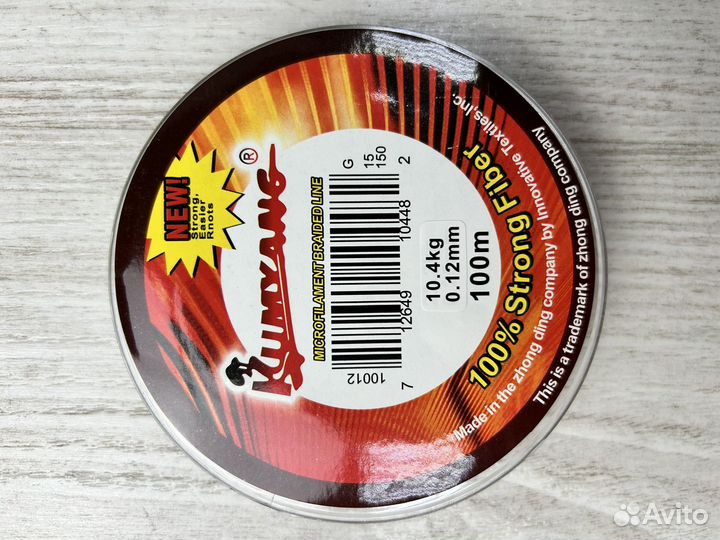 NEW!
Strong,
Easier
Rnots
KUMYANG®
MICROFILAMENT BRAIDED LINE
G 15 150
10012
7 12649 10448 2
10.4kg
0.12mm
100m
100% Strong Fiber
Made in the zhong ding company by Innovative Textiles,Inc.
This is a trademark of zhong ding company
Avito